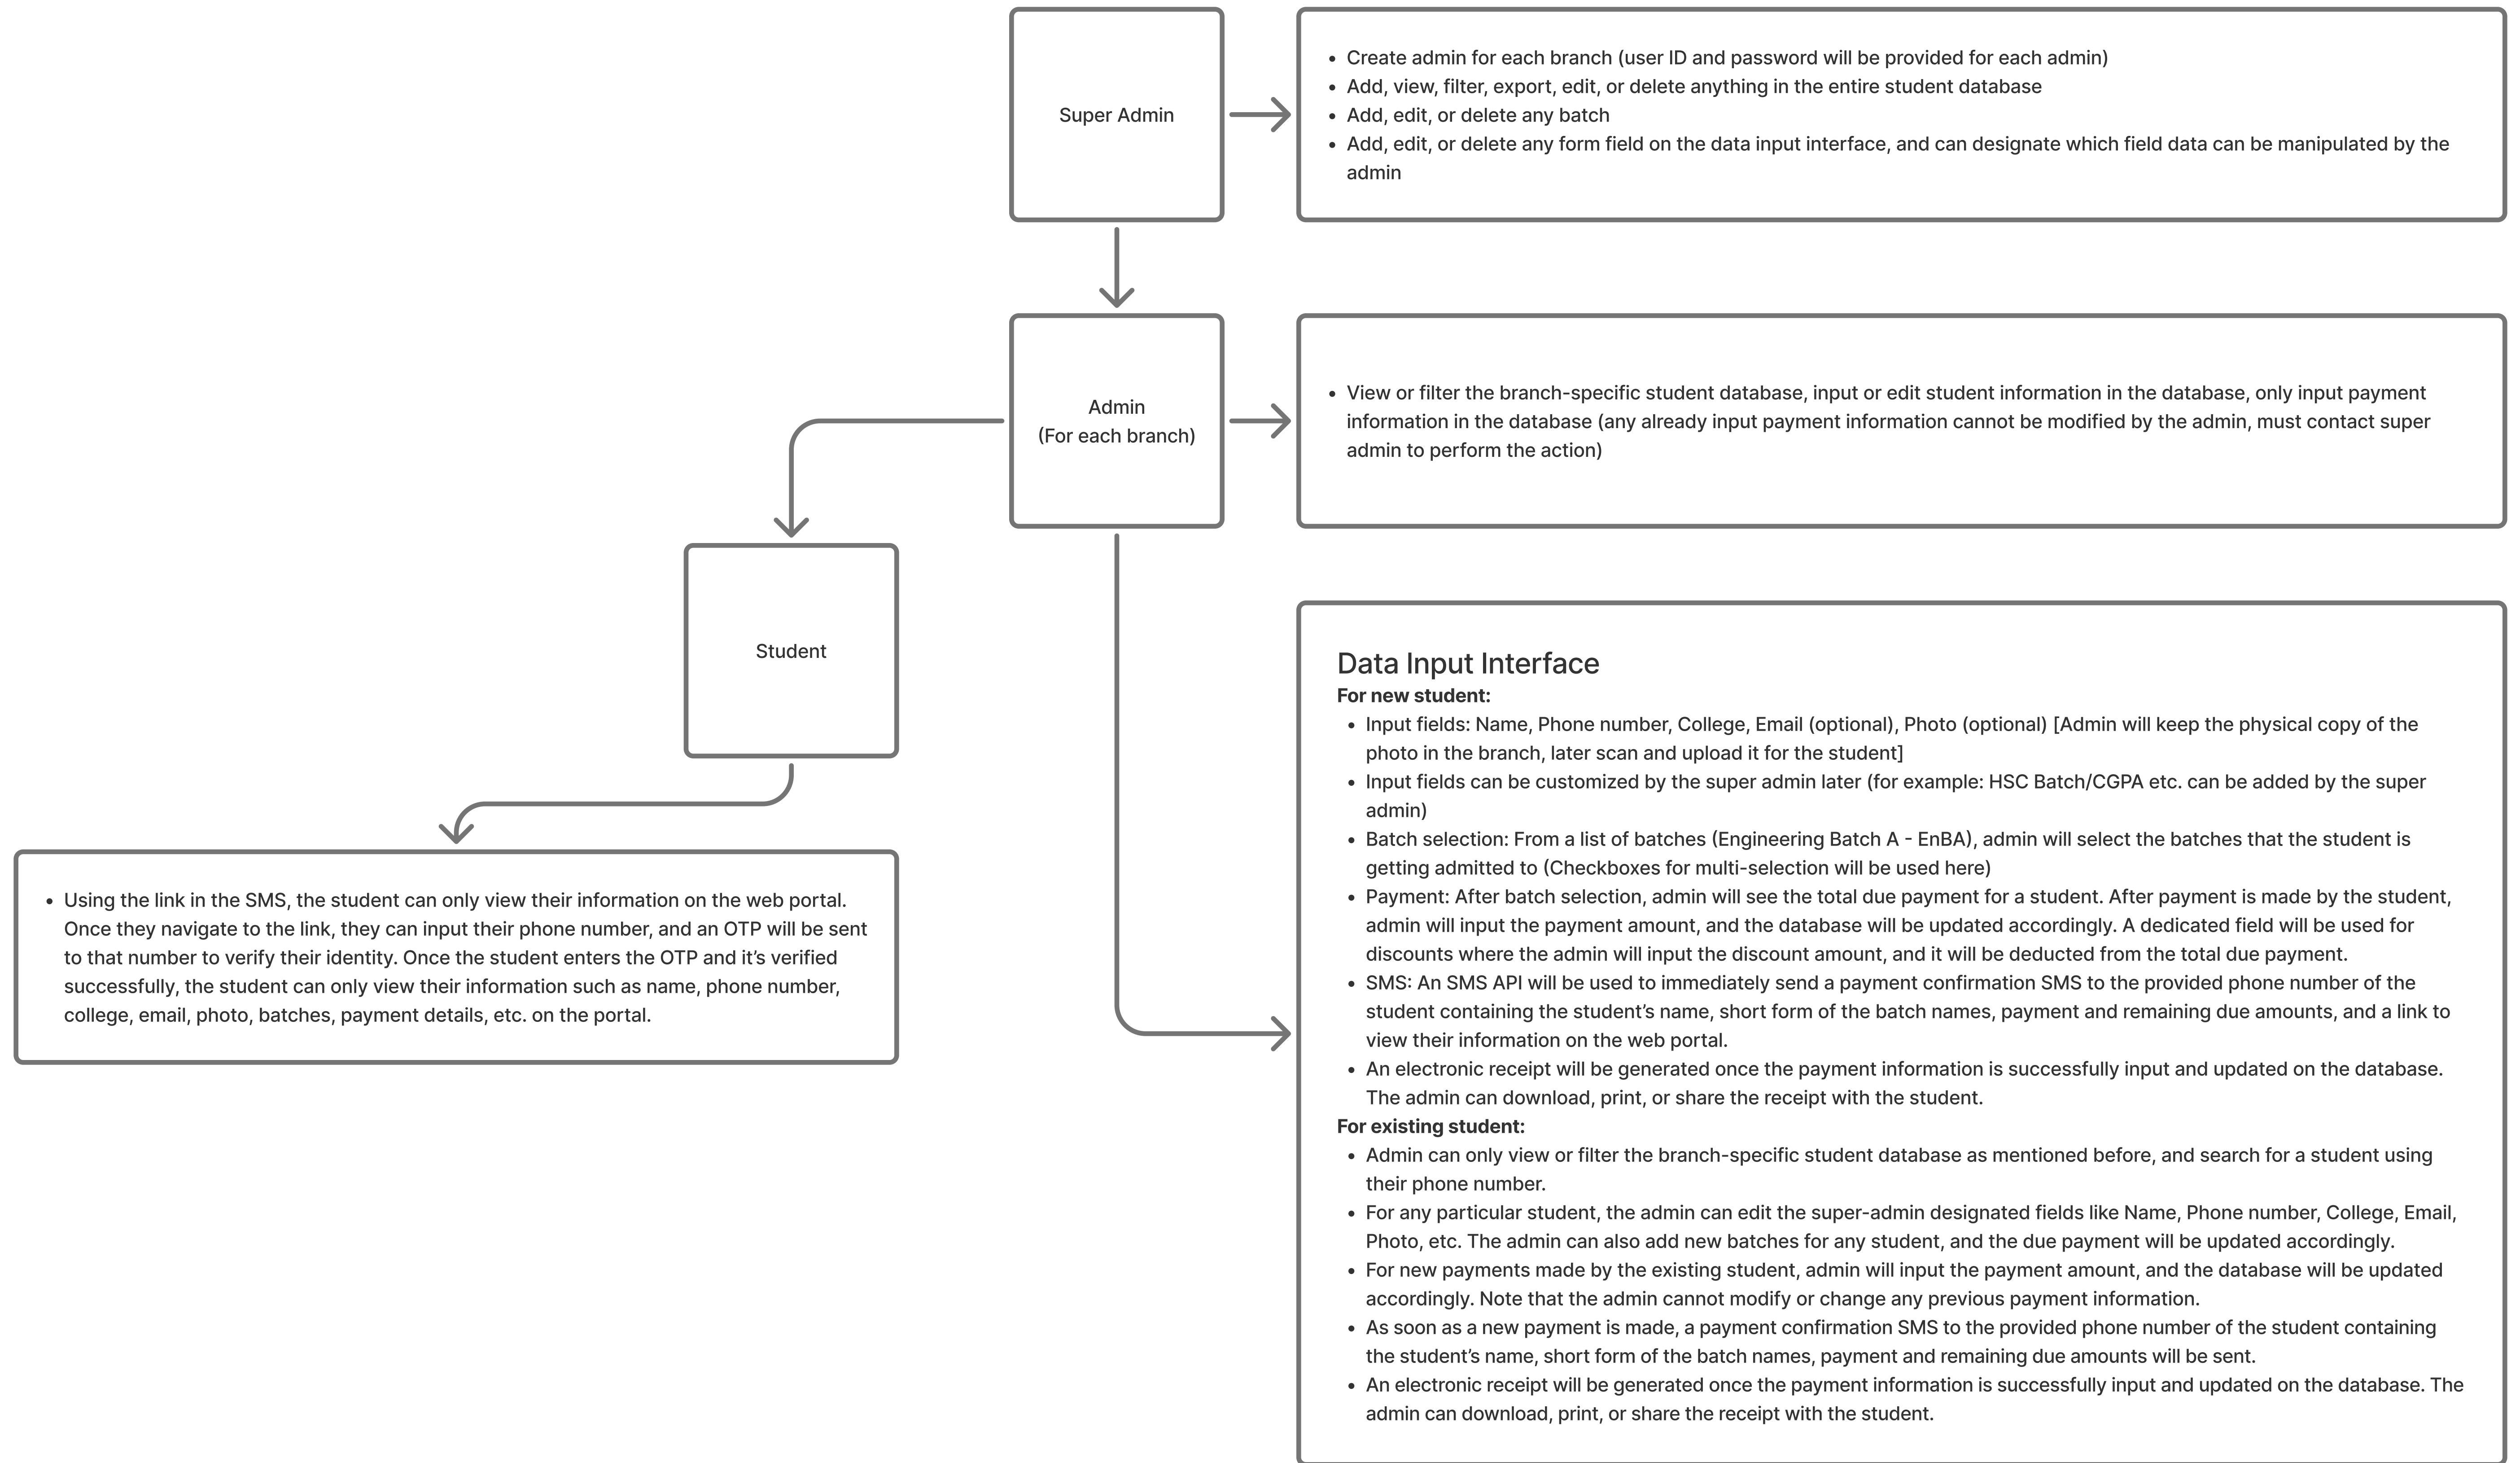 Super Admin
• Create admin for each branch (user ID and password will be provided for each admin)
• Add, view, filter, export, edit, or delete anything in the entire student database
• Add, edit, or delete any batch
• Add, edit, or delete any form field on the data input interface, and can designate which field data can be manipulated by the
admin
Admin
(For each branch)
• View or filter the branch-specific student database, input or edit student information in the database, only input payment
information in the database (any already input payment information cannot be modified by the admin, must contact super
admin to perform the action)
Student
• Using the link in the SMS, the student can only view their information on the web portal.
Once they navigate to the link, they can input their phone number, and an OTP will be sent
to that number to verify their identity. Once the student enters the OTP and it’s verified
successfully, the student can only view their information such as name, phone number,
college, email, photo, batches, payment details, etc. on the portal.
Data Input Interface
For new student:
• Input fields: Name, Phone number, College, Email (optional), Photo (optional) [Admin will keep the physical copy of the
photo in the branch, later scan and upload it for the student]
• Input fields can be customized by the super admin later (for example: HSC Batch/CGPA etc. can be added by the super
admin)
• Batch selection: From a list of batches (Engineering Batch A - EnBA), admin will select the batches that the student is
getting admitted to (Checkboxes for multi-selection will be used here)
• Payment: After batch selection, admin will see the total due payment for a student. After payment is made by the student,
admin will input the payment amount, and the database will be updated accordingly. A dedicated field will be used for
discounts where the admin will input the discount amount, and it will be deducted from the total due payment.
• SMS: An SMS API will be used to immediately send a payment confirmation SMS to the provided phone number of the
student containing the student’s name, short form of the batch names, payment and remaining due amounts, and a link to
view their information on the web portal.
• An electronic receipt will be generated once the payment information is successfully input and updated on the database.
The admin can download, print, or share the receipt with the student.
For existing student:
• Admin can only view or filter the branch-specific student database as mentioned before, and search for a student using
their phone number.
• For any particular student, the admin can edit the super-admin designated fields like Name, Phone number, College, Email,
Photo, etc. The admin can also add new batches for any student, and the due payment will be updated accordingly.
• For new payments made by the existing student, admin will input the payment amount, and the database will be updated
accordingly. Note that the admin cannot modify or change any previous payment information.
• As soon as a new payment is made, a payment confirmation SMS to the provided phone number of the student containing
the student’s name, short form of the batch names, payment and remaining due amounts will be sent.
• An electronic receipt will be generated once the payment information is successfully input and updated on the database. The
admin can download, print, or share the receipt with the student.